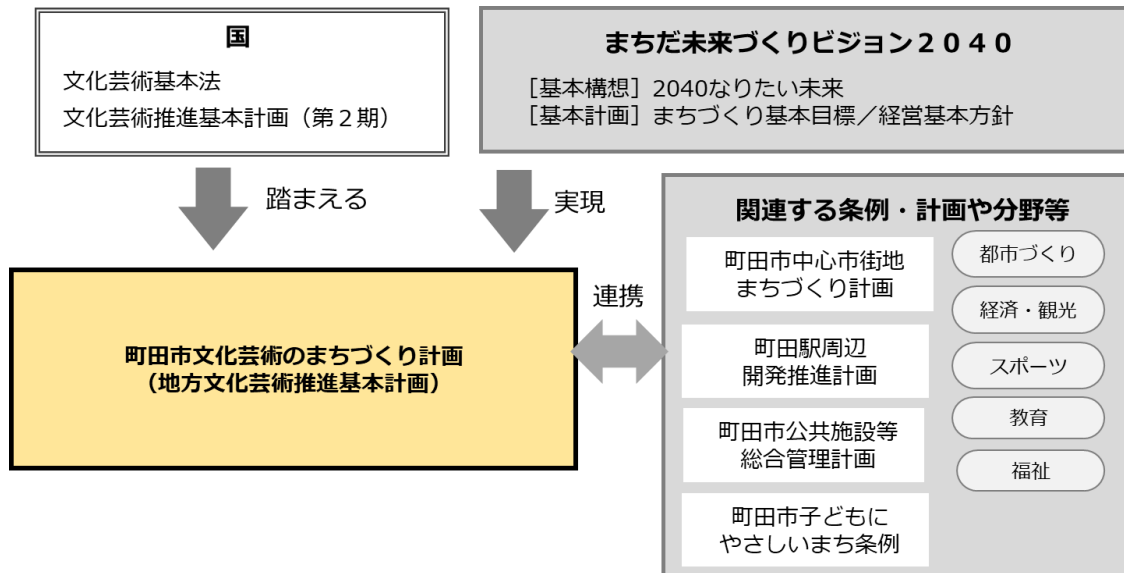 国
文化芸術基本法
文化芸術推進基本計画（第２期）
まちだ未来づくりビジョン２０４０
［基本構想］2040なりたい未来
［基本計画］まちづくり基本目標／経営基本方針
踏まえる
実現
町田市文化芸術のまちづくり計画
（地方文化芸術推進基本計画）
連携
関連する条例・計画や分野等
町田市中心市街地
まちづくり計画
町田駅周辺
開発推進計画
町田市公共施設等
総合管理計画
町田市子どもに
やさしいまち条例
都市づくり
経済・観光
スポーツ
教育
福祉